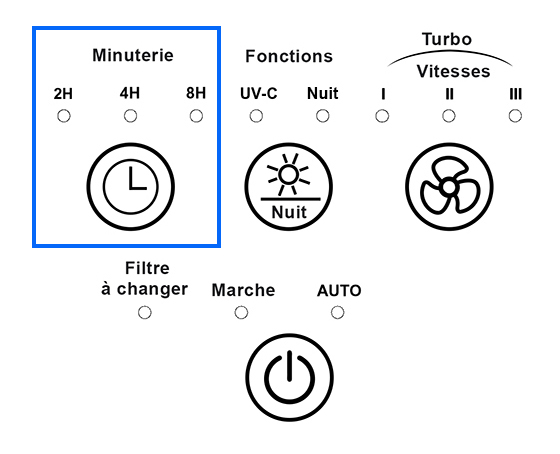 Minuterie
2H 4H 8H
Fonctions
UV-C Nuit
Nuit
Turbo
Vitesses
I II III
Filtre
à changer
Marche
AUTO